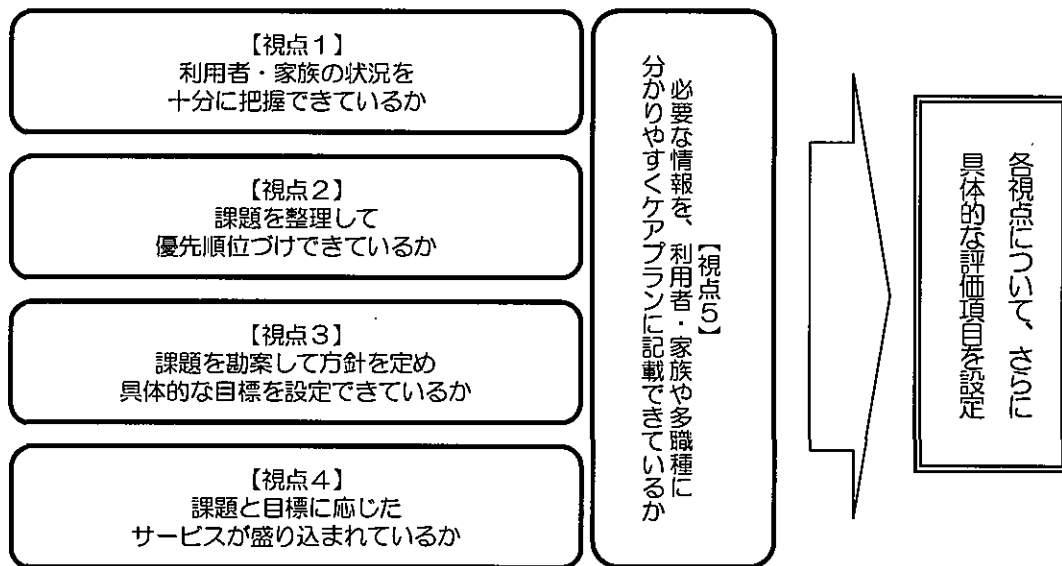 【視点1】
利用者・家族の状況を
十分に把握できているか
【視点2】
課題を整理して
優先順位づけできているか
【視点3】
課題を勘案して方針を定め
具体的な目標を設定できているか
【視点4】
課題と目標に応じた
サービスが盛り込まれているか
【視点5】
必要な情報を、利用者・家族や多職種に
分かりやすくケアプランに記載できているか
各視点について、さらに
具体的な評価項目を設定